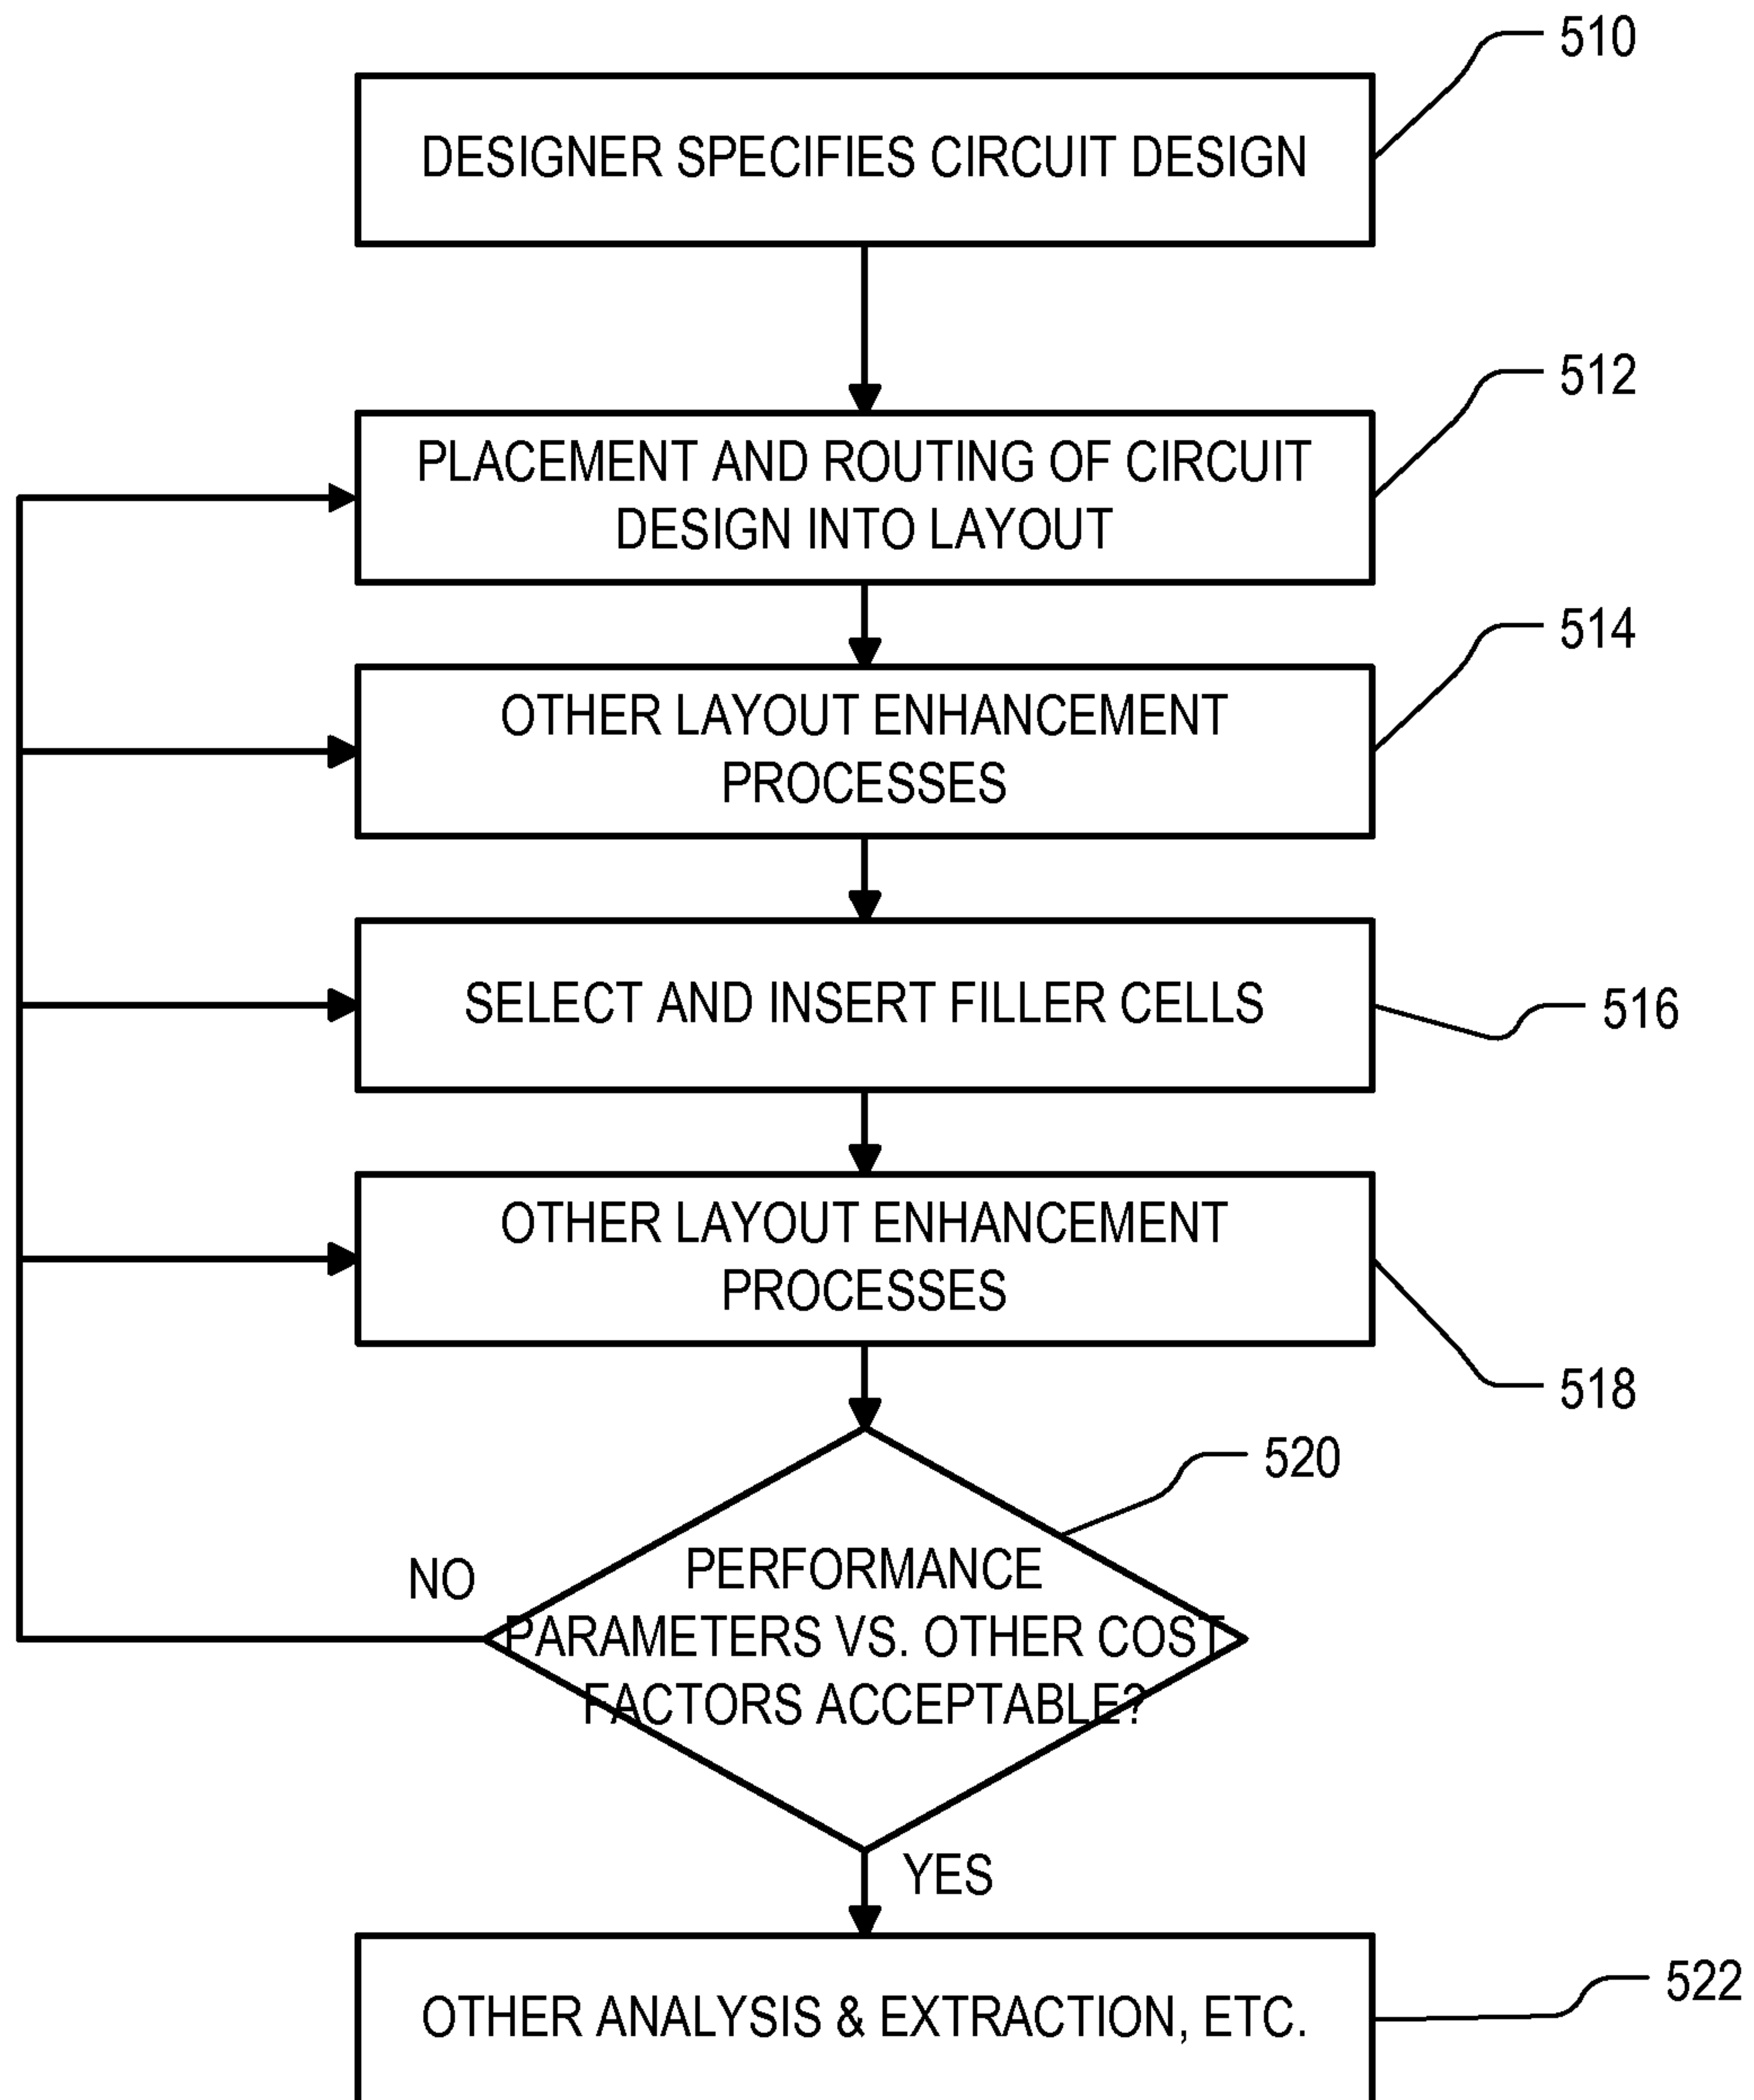 510
DESIGNER SPECIFIES CIRCUIT DESIGN
512
PLACEMENT AND ROUTING OF CIRCUIT
DESIGN INTO LAYOUT
514
OTHER LAYOUT ENHANCEMENT
PROCESSES
SELECT AND INSERT FILLER CELLS
516
OTHER LAYOUT ENHANCEMENT
PROCESSES
518
520
NO
PERFORMANCE
PARAMETERS VS. OTHER COST
FACTORS ACCEPTABLE?
YES
522
OTHER ANALYSIS & EXTRACTION, ETC.